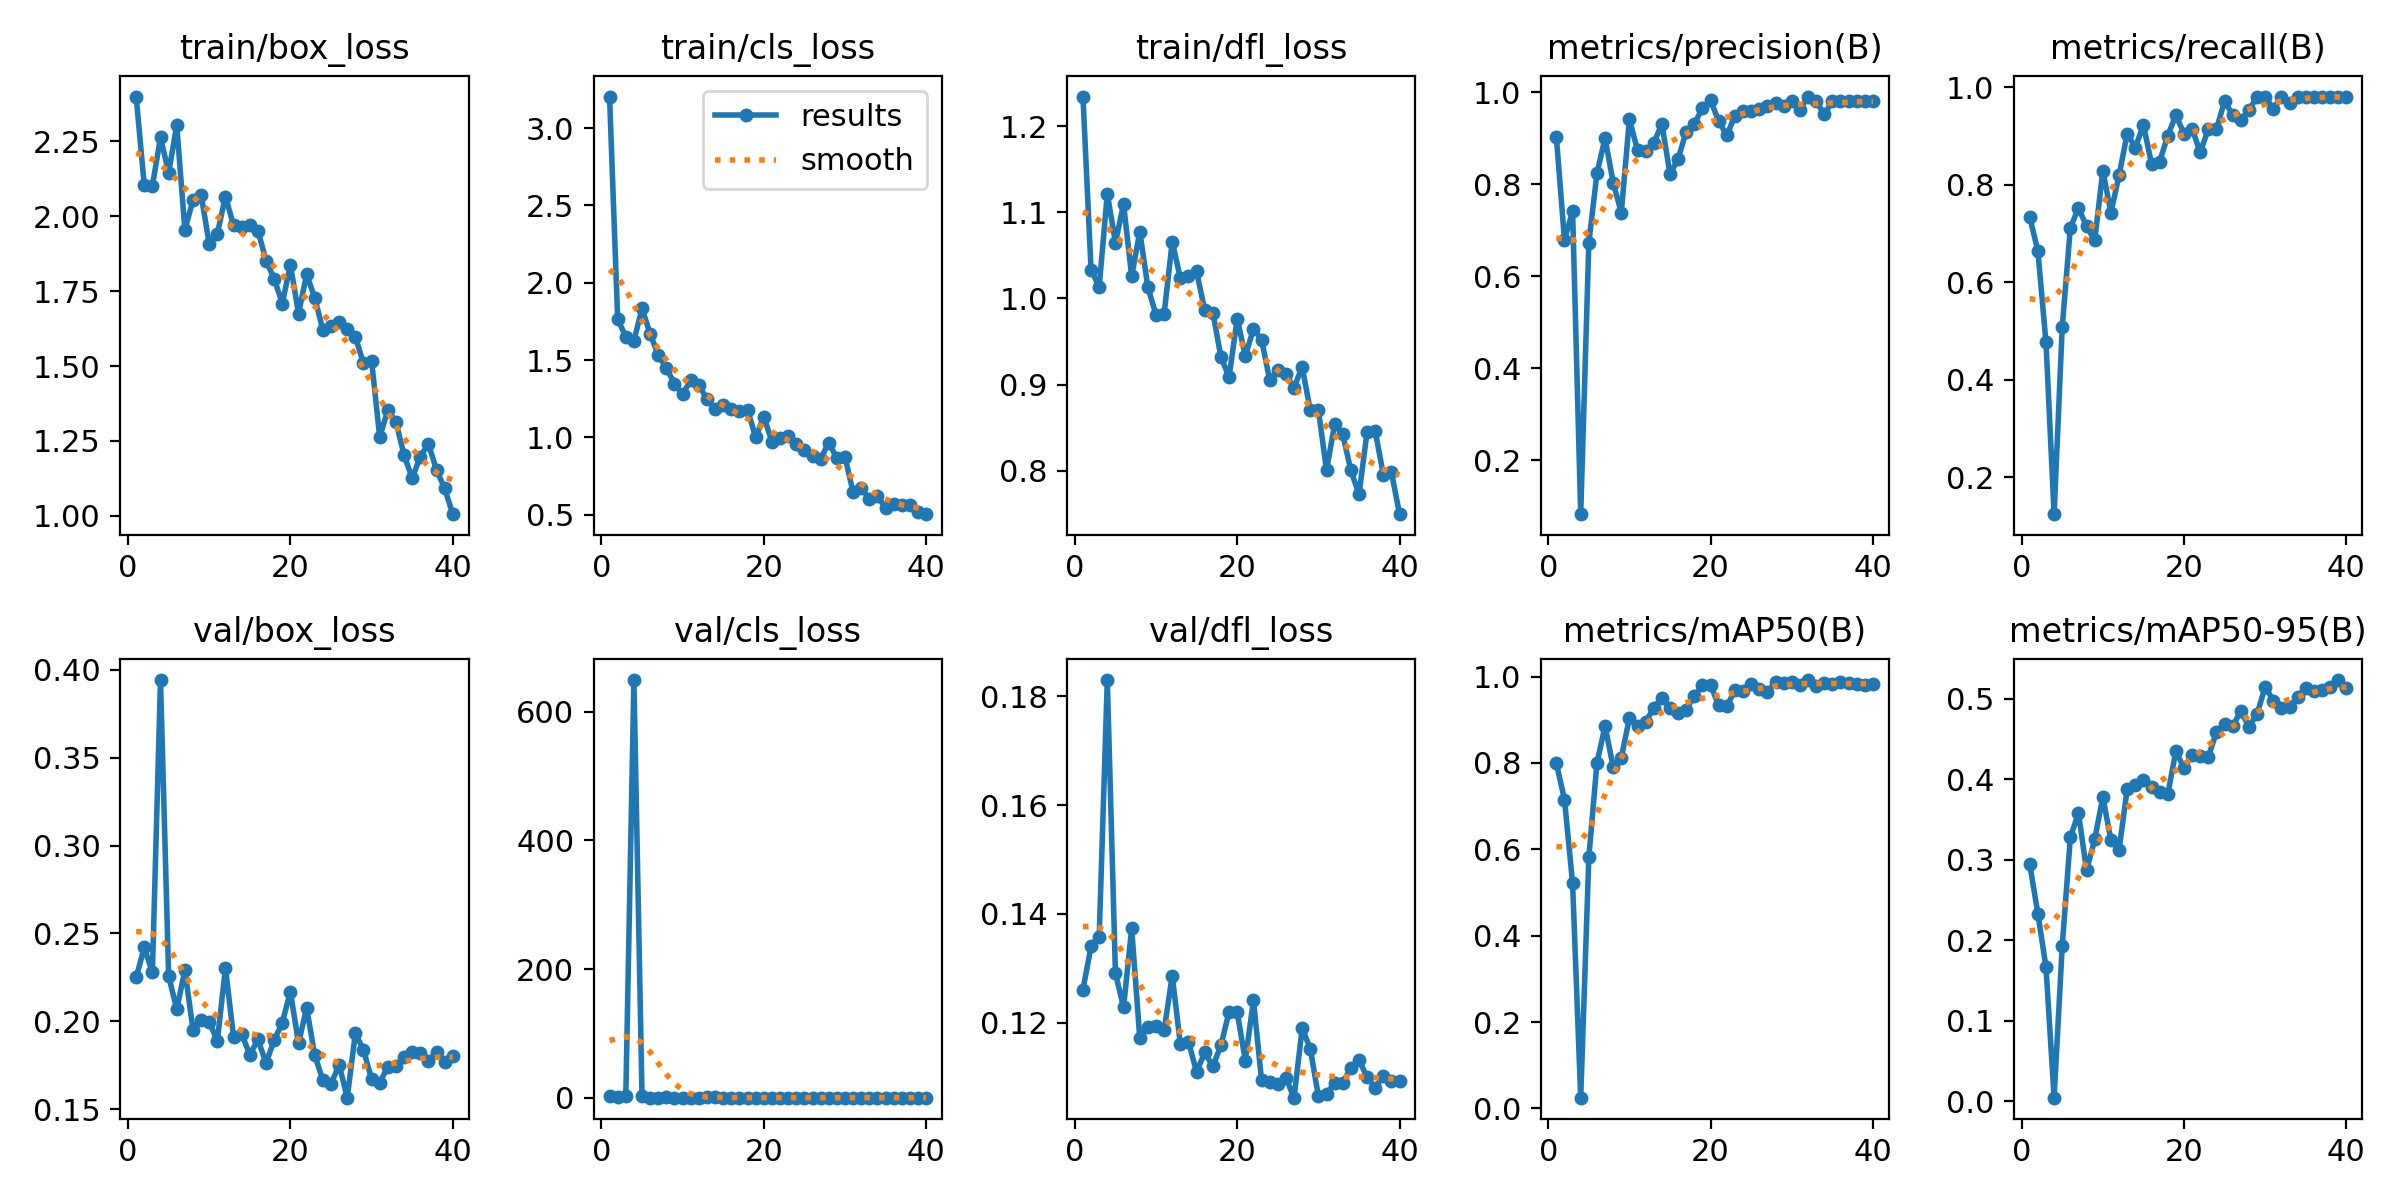 train/box_loss
2.25
2.00
1.75
1.50
1.25
1.00
0 20 40
train/cls_loss
results
smooth
3.0
2.5
2.0
1.5
1.0
0.5
0 20 40
train/dfl_loss
1.2
1.1
1.0
0.9
0.8
0 20 40
metrics/precision(B)
1.0
0.8
0.6
0.4
0.2
0 20 40
metrics/recall(B)
1.0
0.8
0.6
0.4
0.2
0 20 40
val/box_loss
0.40
0.35
0.30
0.25
0.20
0.15
0 20 40
val/cls_loss
600
400
200
0
0 20 40
val/dfl_loss
0.18
0.16
0.14
0.12
0 20 40
metrics/mAP50(B)
1.0
0.8
0.6
0.4
0.2
0.0
0 20 40
metrics/mAP50-95(B)
0.5
0.4
0.3
0.2
0.1
0.0
0 20 40